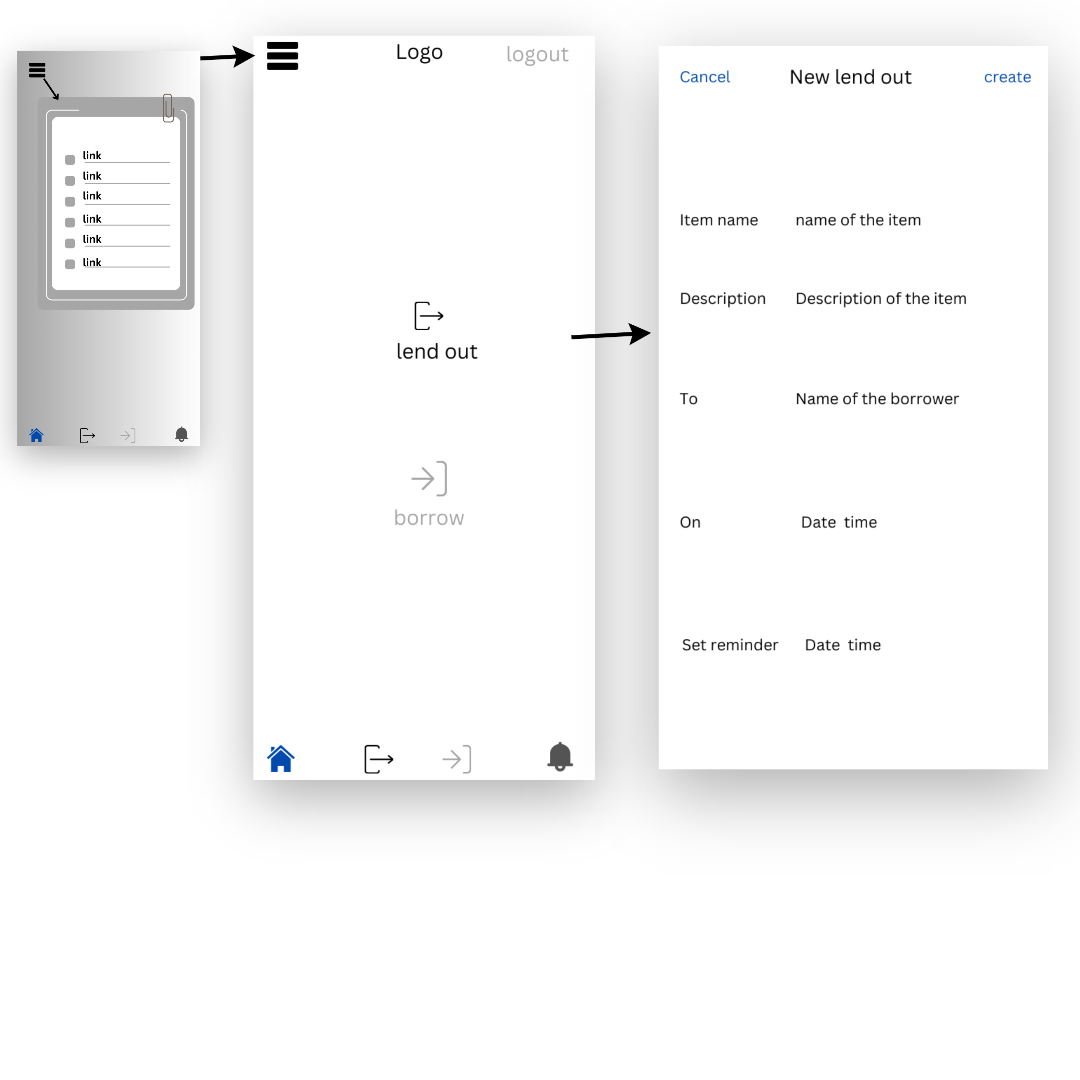 link
link
link
link
link
link
Logo
logout
lend out
borrow
Cancel
New lend out
create
Item name
name of the item
Description
Description of the item
To
Name of the borrower
On
Date time
Set reminder
Date time